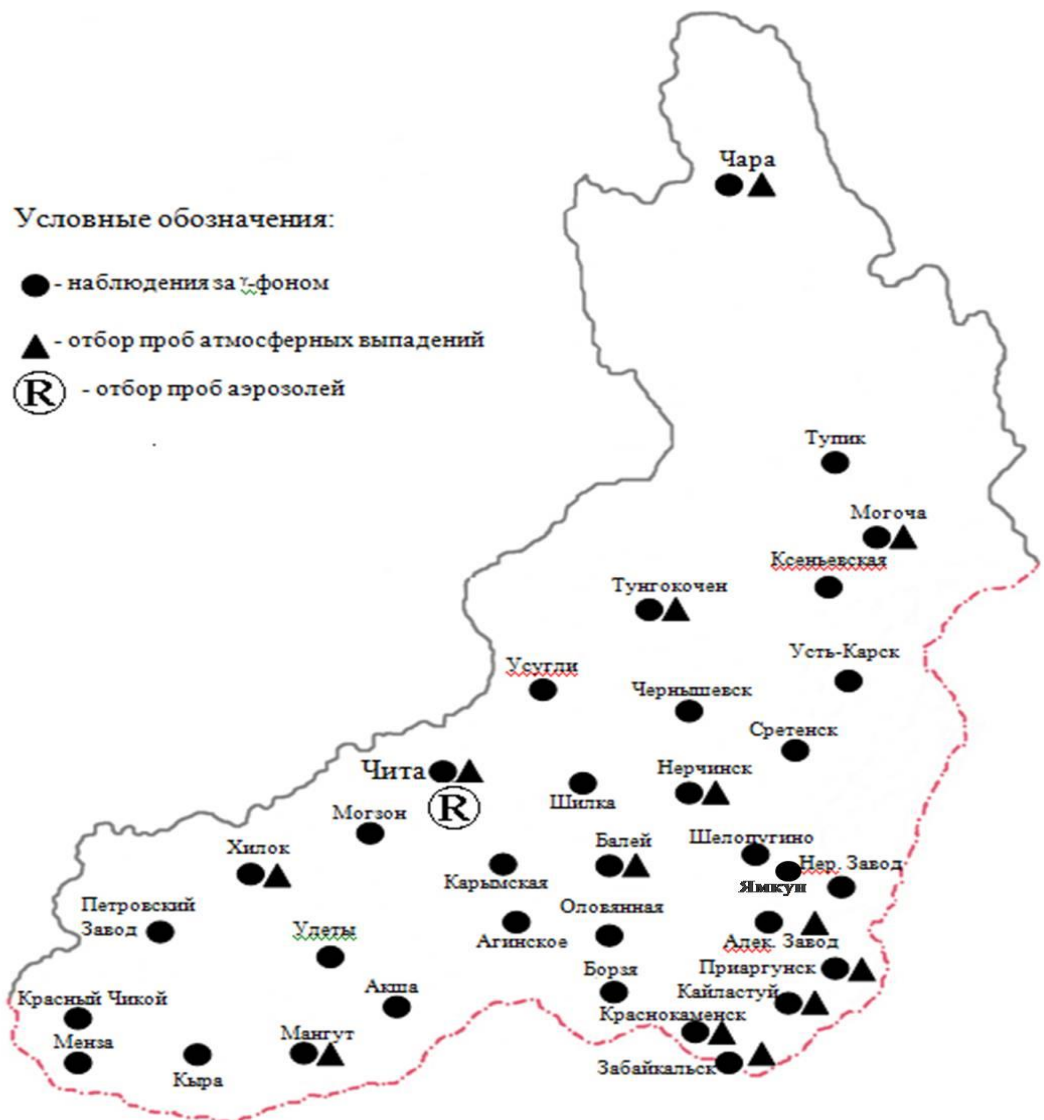 Чара
Условные обозначения:
- наблюдения за γ-фоном
- отбор проб атмосферных выпадений
R - отбор проб аэрозолей
Тупик
Могоча
Ксеньевская
Тунгокочен
Усть-Карск
Усугли
Чернышевск
Сретенск
Чита
Нерчинск
R
Шилка
Могзон
Шелопугино
Балей
Хилок
Нер. Завод
Карымская
Ямкун
Петровский
Завод
Оловянная
Улеты
Агинское
Алек. Завод
Борзя
Приаргунск
Акша
Кайластуй
Красный Чикой
Краснокаменск
Мангут
Менза
Забайкальск
Кыра